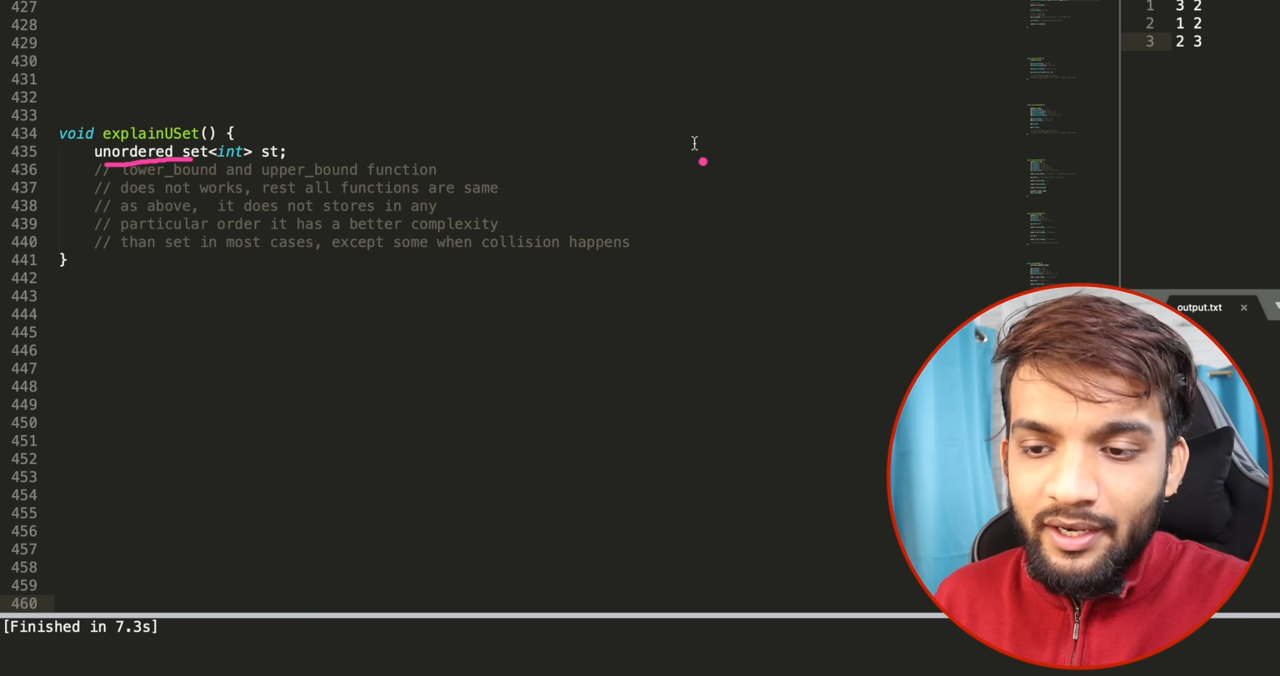 427
428
429
430
431
432
433
434 void explainUSet() {
435 unordered set<int> st;
436 // lower_bound and upper_bound function
437 // does not works, rest all functions are same
438 // as above, it does not stores in any
439 // particular order it has a better complexity
440 // than set in most cases, except some when collision happens
441 }
442
443
444
445
446
447
448
449
450
451
452
453
454
455
456
457
458
459
460
[Finished in 7.3s]
1 3 2
2 1 2
3 2 3
output.txt